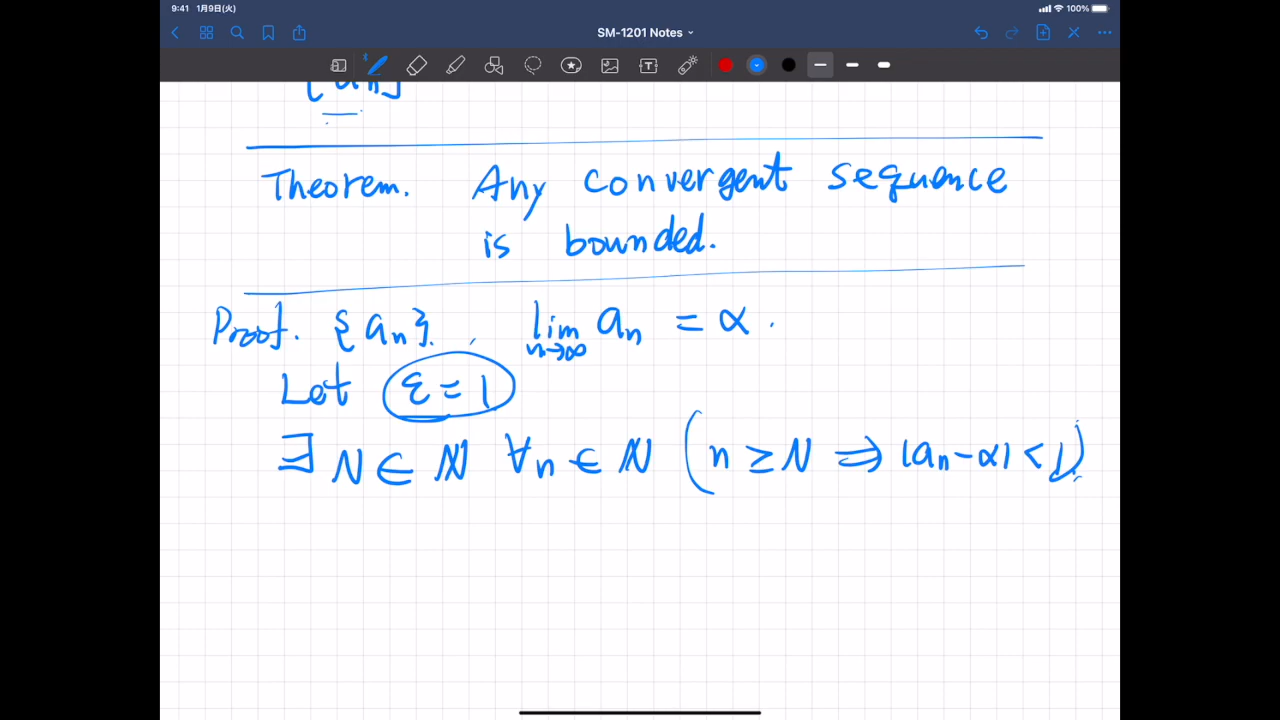 9:41 1月9日(火) 100%
SM-1201 Notes
{an}
Theorem. Any convergent sequence
is bounded.
Proof. {an}. lim an = α.
n→∞
Let ε = 1
∃ N ∈ ℕ ∀n ∈ ℕ (n ≥ N ⇒ |an - α| < 1)